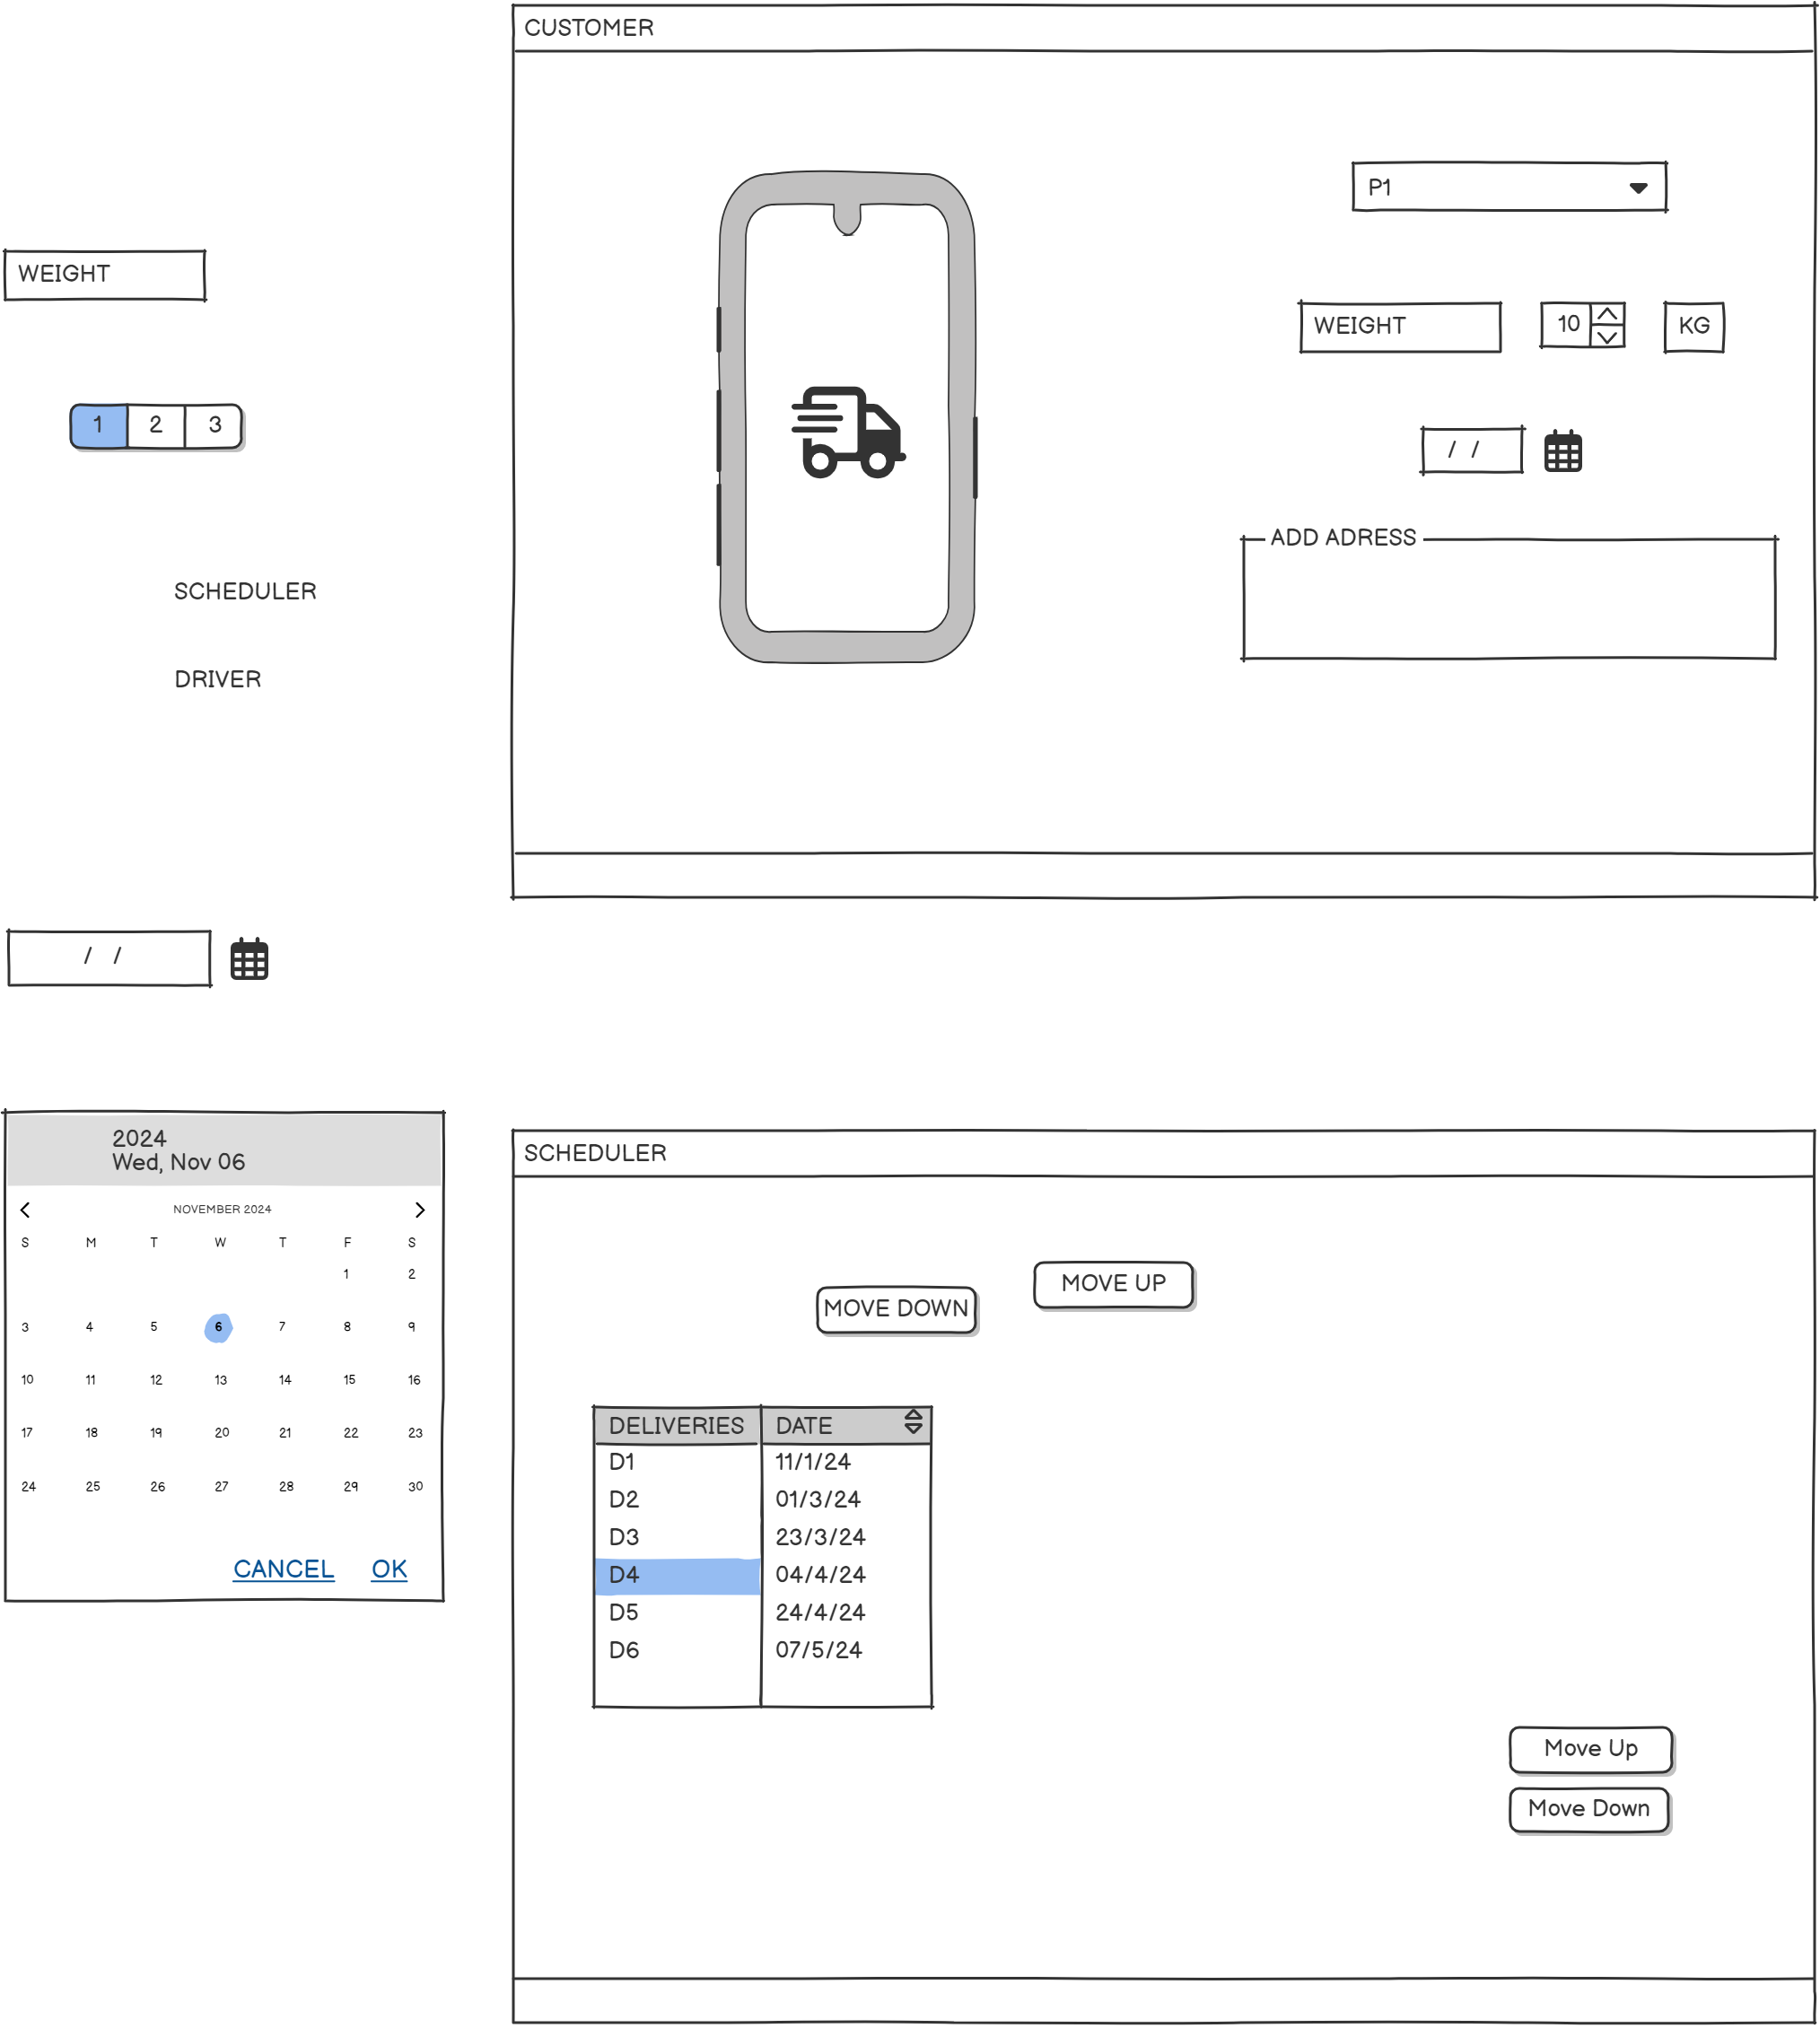 CUSTOMER
P1
WEIGHT
10
KG
/ /
ADD ADRESS
WEIGHT
1 2 3
SCHEDULER
DRIVER
/ /
2024
Wed, Nov 06
NOVEMBER 2024
S M T W T F S
1 2
3 4 5 6 7 8 9
10 11 12 13 14 15 16
17 18 19 20 21 22 23
24 25 26 27 28 29 30
CANCEL OK
SCHEDULER
MOVE DOWN
MOVE UP
DELIVERIES DATE
D1 11/1/24
D2 01/3/24
D3 23/3/24
D4 04/4/24
D5 24/4/24
D6 07/5/24
Move Up
Move Down